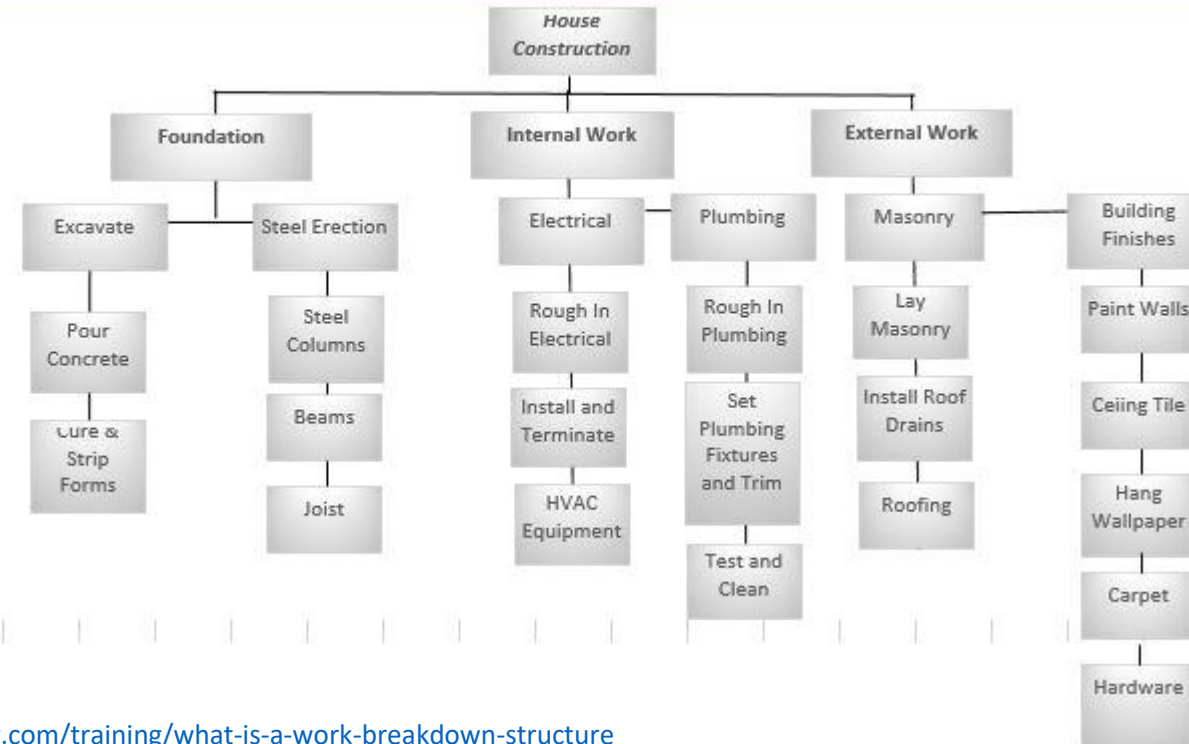 House
Construction
Foundation
Internal Work
External Work
Excavate
Steel Erection
Electrical
Plumbing
Masonry
Building
Finishes
Pour
Concrete
Cure &
Strip
Forms
Steel
Columns
Beams
Joist
Rough In
Electrical
Install and
Terminate
HVAC
Equipment
Rough In
Plumbing
Set
Plumbing
Fixtures
and Trim
Test and
Clean
Lay
Masonry
Install Roof
Drains
Roofing
Paint Walls
Ceiing Tile
Hang
Wallpaper
Carpet
Hardware
.com/training/what-is-a-work-breakdown-structure